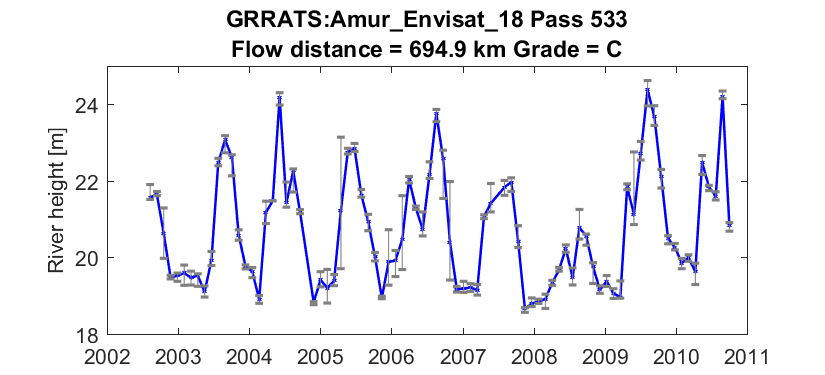 GRRATS:Amur_Envisat_18 Pass 533
Flow distance = 694.9 km Grade = C
River height [m]
24
22
20
18
2002 2003 2004 2005 2006 2007 2008 2009 2010 2011